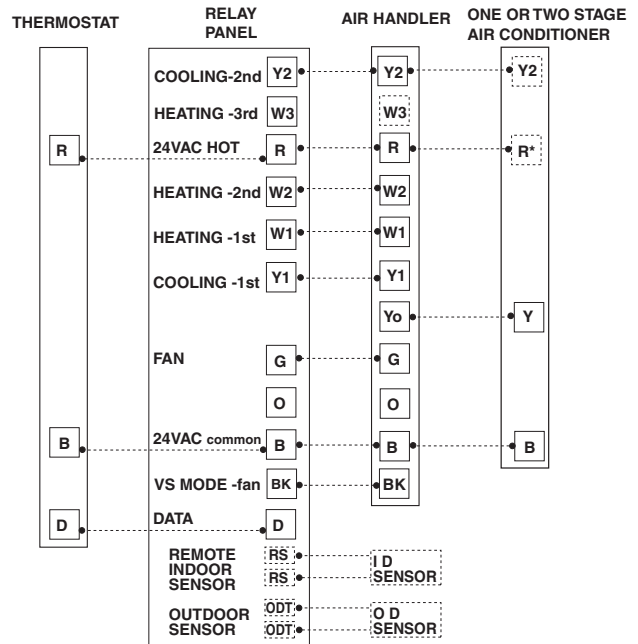 THERMOSTAT
RELAY
PANEL
AIR HANDLER
ONE OR TWO STAGE
AIR CONDITIONER
COOLING-2nd Y2 Y2 Y2
HEATING -3rd W3 W3
R 24VAC HOT R R R*
HEATING -2nd W2 W2
HEATING -1st W1 W1
COOLING -1st Y1 Y1
Yo Y
FAN G G
O O
B 24VAC common B B B
VS MODE -fan BK BK
D DATA D
REMOTE
INDOOR
SENSOR
RS
RS
I D
SENSOR
OUTDOOR
SENSOR
ODT
ODT
O D
SENSOR